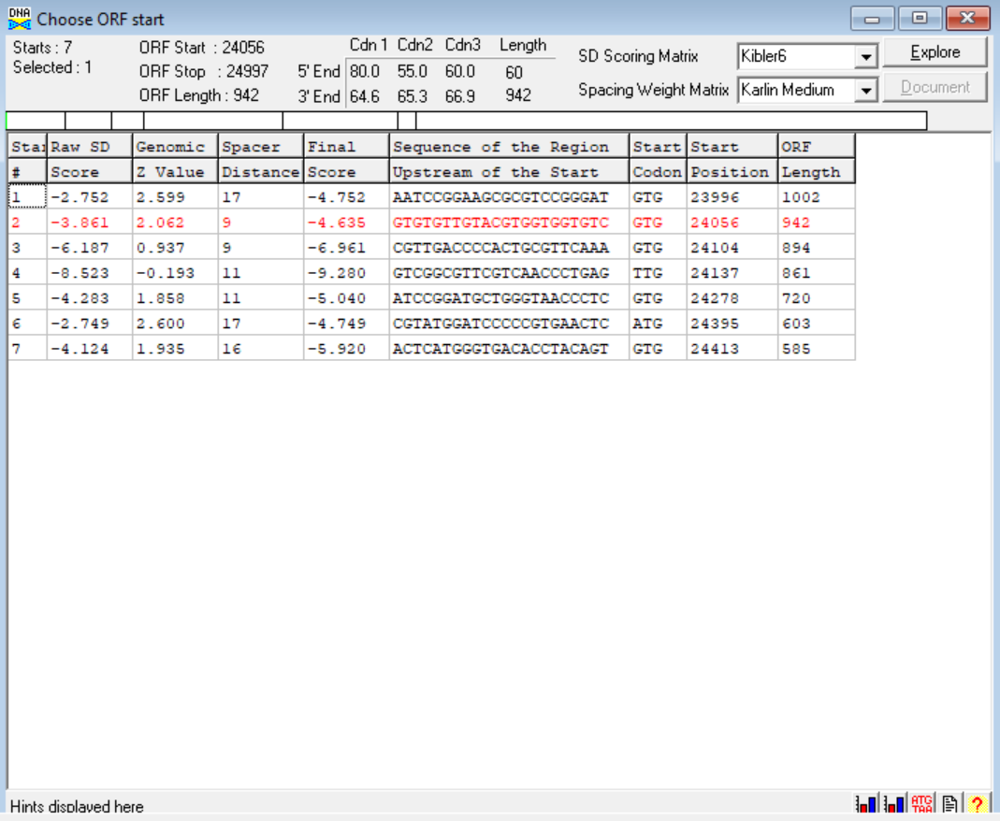 DNA Choose ORF start
Starts : 7 ORF Start : 24056 Cdn 1 Cdn2 Cdn3 Length SD Scoring Matrix Kibler6 Explore
Selected : 1 ORF Stop : 24997 5' End 80.0 55.0 60.0 60
ORF Length : 942 3' End 64.6 65.3 66.9 942 Spacing Weight Matrix Karlin Medium Document
Star Raw SD Genomic Spacer Final Sequence of the Region Start Start ORF
# Score Z Value Distance Score Upstream of the Start Codon Position Length
1 -2.752 2.599 17 -4.752 AATCCGGAAGCGCGTCCGGGAT GTG 23996 1002
2 -3.861 2.062 9 -4.635 GTGTGTTGTACGTGGTGGTGTC GTG 24056 942
3 -6.187 0.937 9 -6.961 CGTTGACCCCACTGCGTTCAAA GTG 24104 894
4 -8.523 -0.193 11 -9.280 GTCGGCGTTCGTCAACCCTGAG TTG 24137 861
5 -4.283 1.858 11 -5.040 ATCCGGATGCTGGGTAACCCTC GTG 24278 720
6 -2.749 2.600 17 -4.749 CGTATGGATCCCCCGTGAACTC ATG 24395 603
7 -4.124 1.935 16 -5.920 ACTCATGGGTGACACCTACAGT GTG 24413 585
Hints displayed here ATG TAA ?